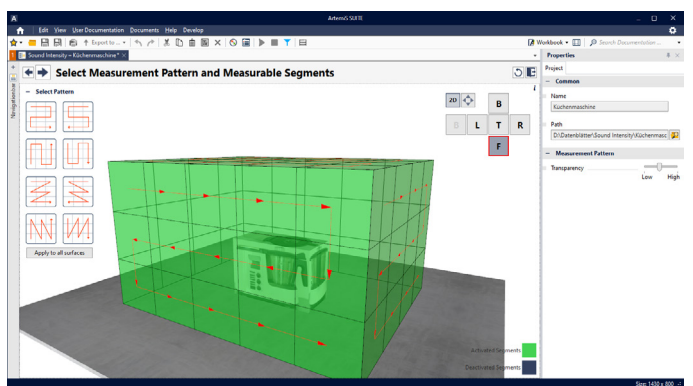 ArtemiS SUITE
Edit View User Documentation Documents Help Develop
Export to ...
Workbook
Search Documentation ...
Sound Intensity – Küchenmaschine*
Properties
Select Measurement Pattern and Measurable Segments
Project
Navigation
Select Pattern
Common
2D
B
Name
Küchenmaschine
B L T R
Path
D:\Datenblätter\Sound Intensity\Küchenmasc
F
Measurement Pattern
Transparency
Low High
Apply to all surfaces
Activated Segments
Deactivated Segments
Size: 1430 x 800